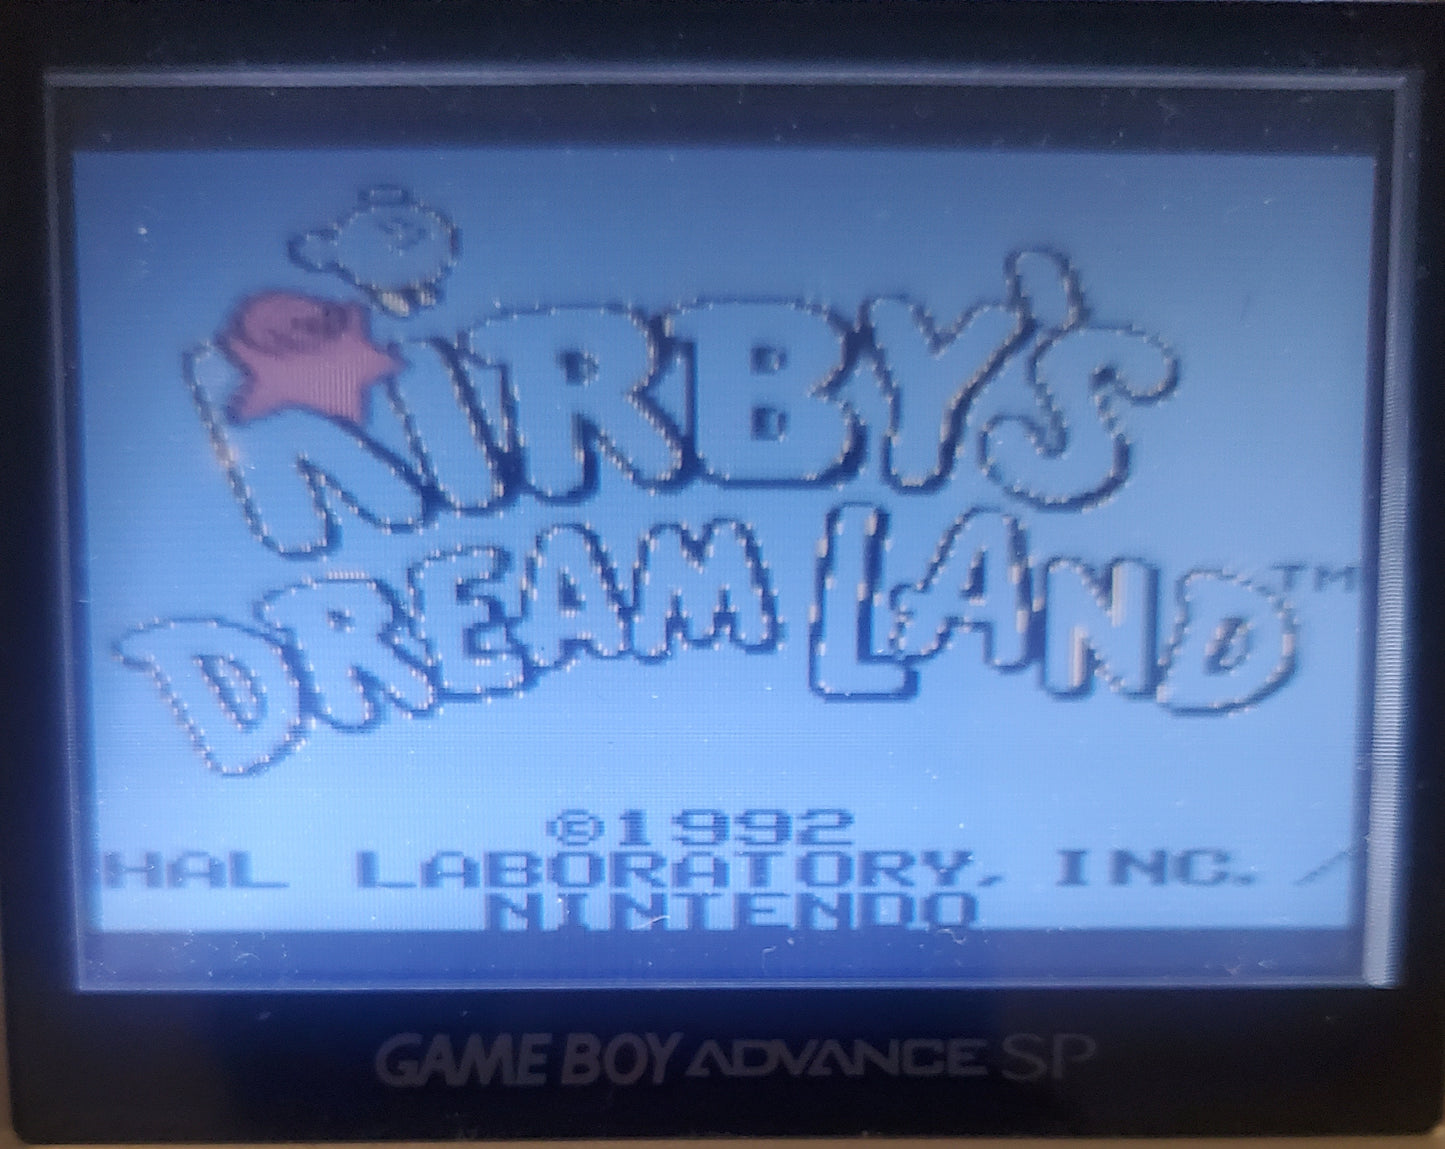 KIRBY'S
DREAM LAND™
©1992
HAL LABORATORY, INC. /
NINTENDO
GAME BOY ADVANCE SP